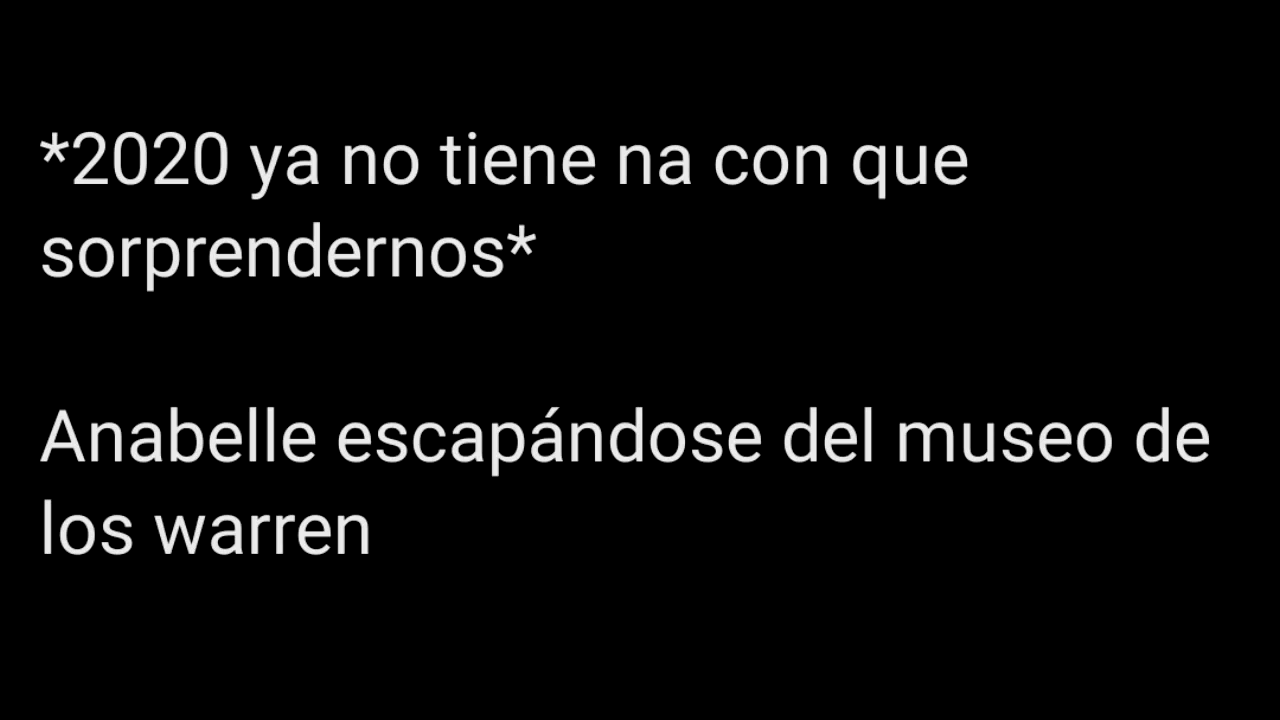 *2020 ya no tiene na con que
sorprendernos*
Anabelle escapándose del museo de
los warren